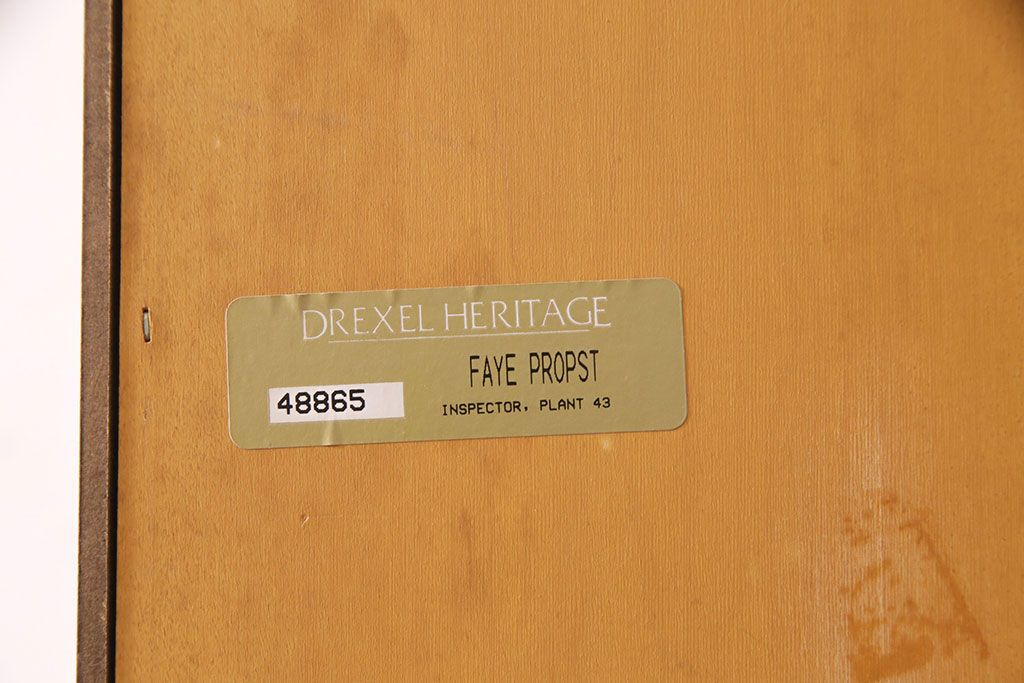 DREXEL HERITAGE
FAYE PROPST
48865
INSPECTOR, PLANT 43